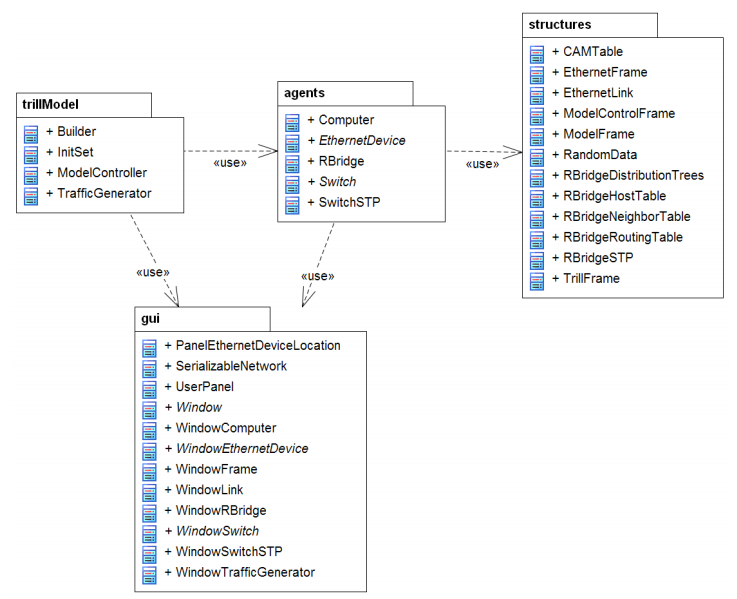 trillModel
+ Builder
+ InitSet
+ ModelController
+ TrafficGenerator
«use»
agents
+ Computer
+ EthernetDevice
+ RBridge
+ Switch
+ SwitchSTP
«use»
structures
+ CAMTable
+ EthernetFrame
+ EthernetLink
+ ModelControlFrame
+ ModelFrame
+ RandomData
+ RBridgeDistributionTrees
+ RBridgeHostTable
+ RBridgeNeighborTable
+ RBridgeRoutingTable
+ RBridgeSTP
+ TrillFrame
«use»
«use»
gui
+ PanelEthernetDeviceLocation
+ SerializableNetwork
+ UserPanel
+ Window
+ WindowComputer
+ WindowEthernetDevice
+ WindowFrame
+ WindowLink
+ WindowRBridge
+ WindowSwitch
+ WindowSwitchSTP
+ WindowTrafficGenerator